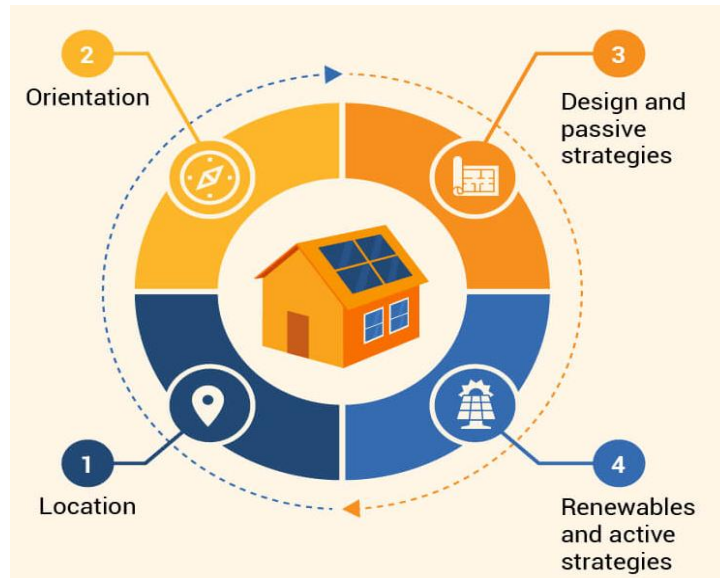 1
Location
2
Orientation
3
Design and
passive
strategies
4
Renewables
and active
strategies